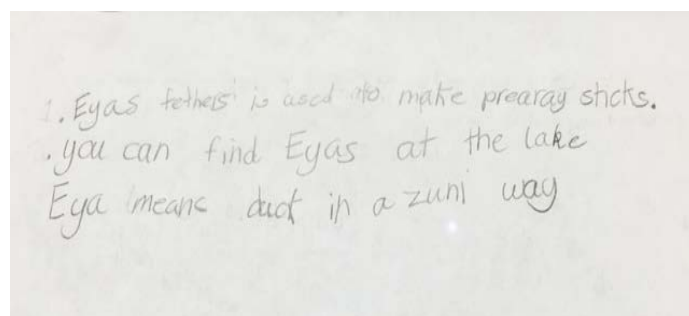 1. Eyas fethers is used to make prearay sticks.
. you can find Eyas at the lake
Eya means duck in a zuni way